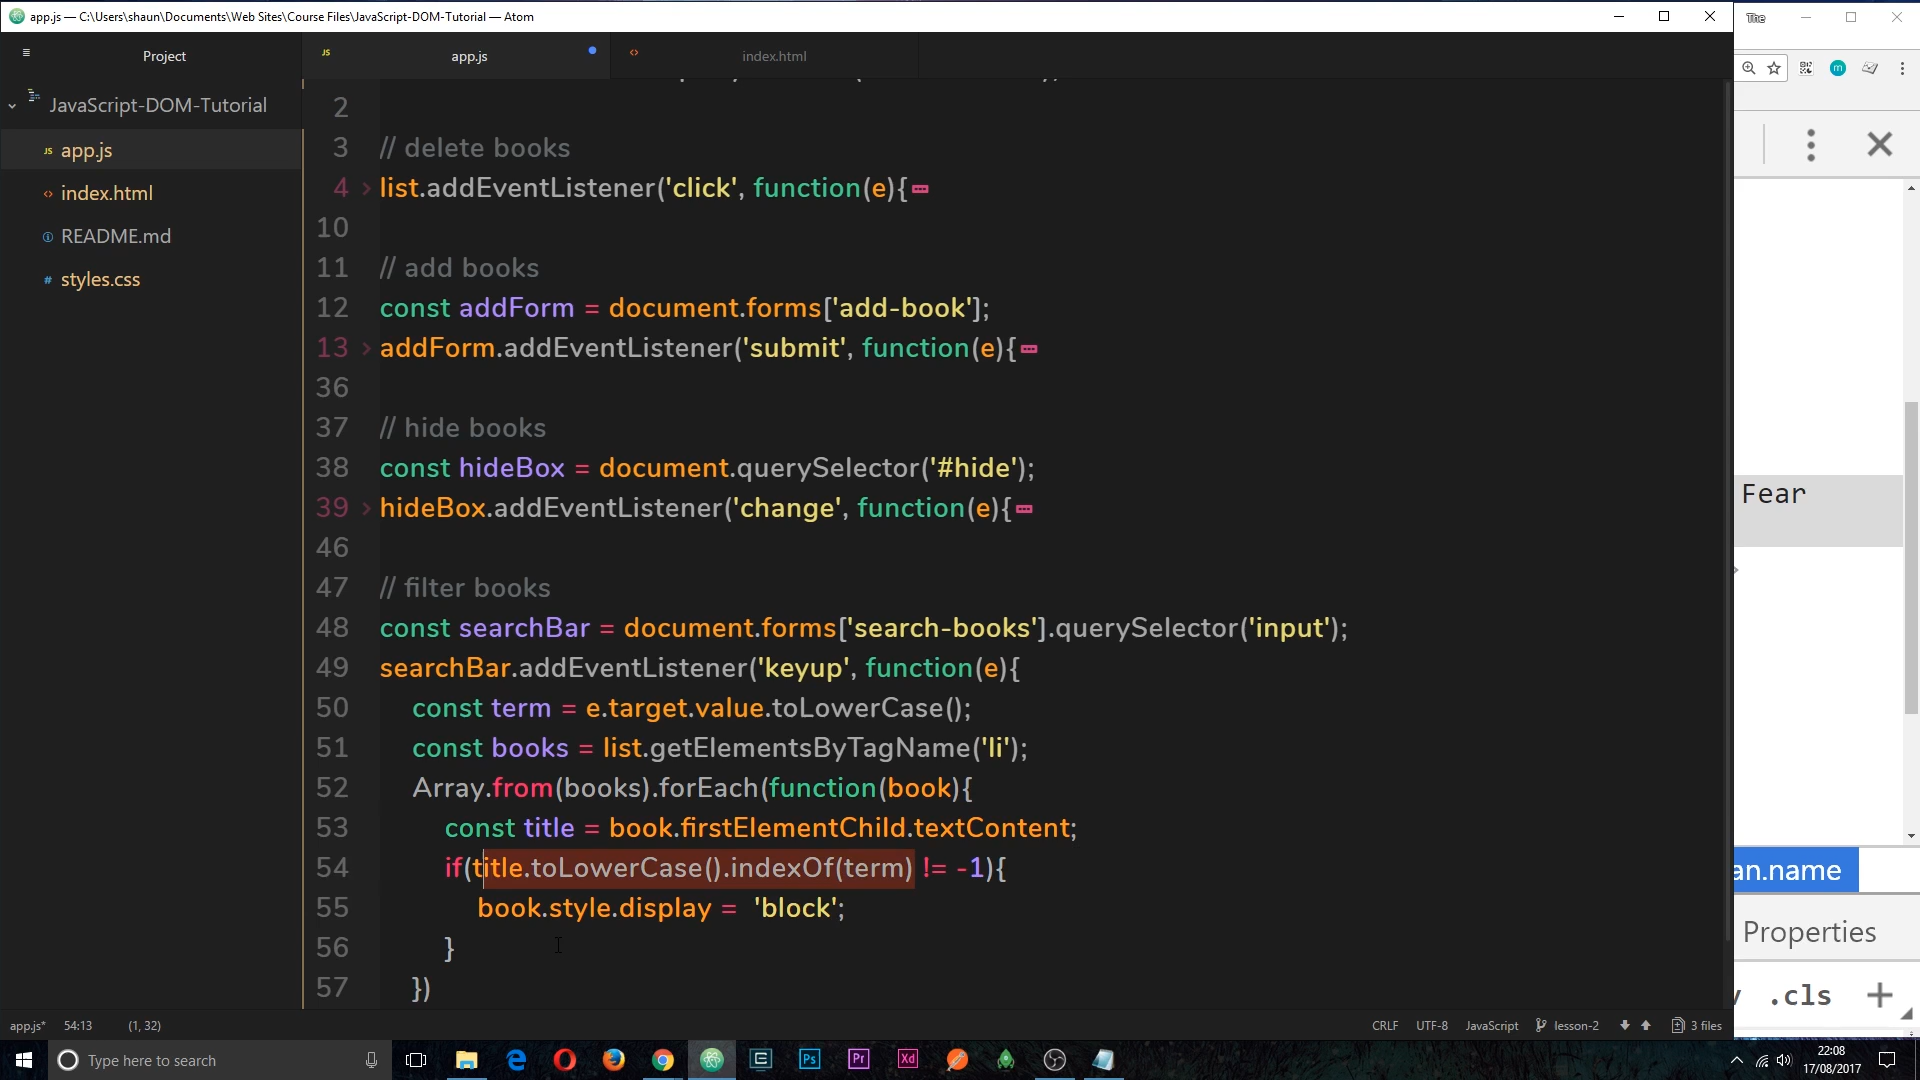 app.js — C:\Users\shaun\Documents\Web Sites\Course Files\JavaScript-DOM-Tutorial — Atom
The
Project
app.js
index.html
JavaScript-DOM-Tutorial
app.js
index.html
README.md
styles.css
2
3 // delete books
4 list.addEventListener('click', function(e){
10
11 // add books
12 const addForm = document.forms['add-book'];
13 addForm.addEventListener('submit', function(e){
36
37 // hide books
38 const hideBox = document.querySelector('#hide');
39 hideBox.addEventListener('change', function(e){
46
47 // filter books
48 const searchBar = document.forms['search-books'].querySelector('input');
49 searchBar.addEventListener('keyup', function(e){
50 const term = e.target.value.toLowerCase();
51 const books = list.getElementsByTagName('li');
52 Array.from(books).forEach(function(book){
53 const title = book.firstElementChild.textContent;
54 if(title.toLowerCase().indexOf(term) != -1){
55 book.style.display = 'block';
56 }
57 })
Fear
an.name
Properties
.cls +
app.js* 54:13 (1, 32)
CRLF UTF-8 JavaScript lesson-2 3 files
Type here to search
Ps
Pr
Xd
22:08
17/08/2017